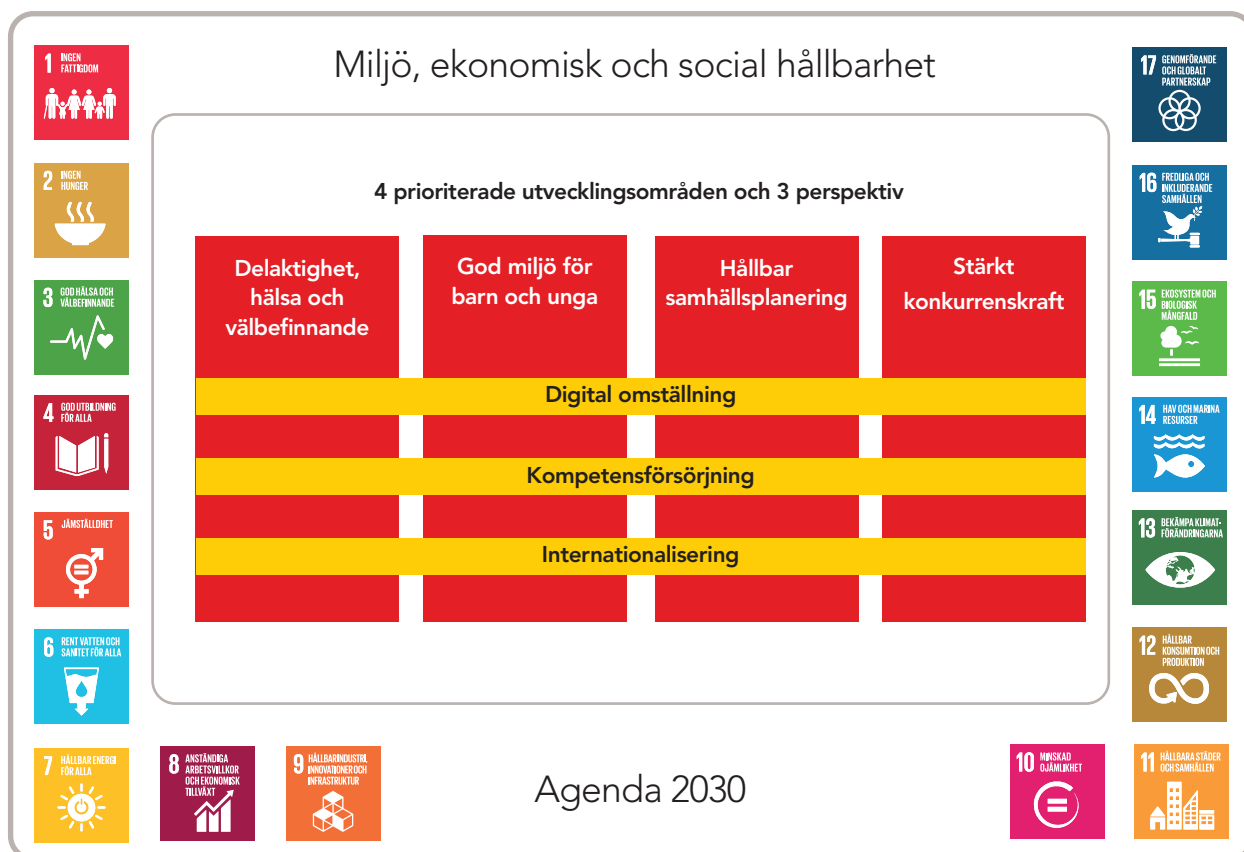 Miljö, ekonomisk och social hållbarhet
4 prioriterade utvecklingsområden och 3 perspektiv
Delaktighet,
hälsa och
välbefinnande
God miljö för
barn och unga
Hållbar
samhällsplanering
Stärkt
konkurrenskraft
Digital omställning
Kompetensförsörjning
Internationalisering
Agenda 2030
1 INGEN
FATTIGDOM
2 INGEN
HUNGER
3 GOD HÄLSA OCH
VÄLBEFINNANDE
4 GOD UTBILDNING
FÖR ALLA
5 JÄMSTÄLLDHET
6 RENT VATTEN OCH
SANITET FÖR ALLA
7 HÅLLBAR ENERGI
FÖR ALLA
8 ANSTÄNDIGA
ARBETSVILLKOR
OCH EKONOMISK
TILLVÄXT
9 HÅLLBAR INDUSTRI,
INNOVATIONER OCH
INFRASTRUKTUR
10 MINSKAD
OJÄMLIKHET
11 HÅLLBARA STÄDER
OCH SAMHÄLLEN
12 HÅLLBAR
KONSUMTION OCH
PRODUKTION
13 BEKÄMPA KLIMAT-
FÖRÄNDRINGARNA
14 HAV OCH MARINA
RESURSER
15 EKOSYSTEM OCH
BIOLOGISK
MÅNGFALD
16 FREDLIGA OCH
INKLUDERANDE
SAMHÄLLEN
17 GENOMFÖRANDE
OCH GLOBALT
PARTNERSKAP